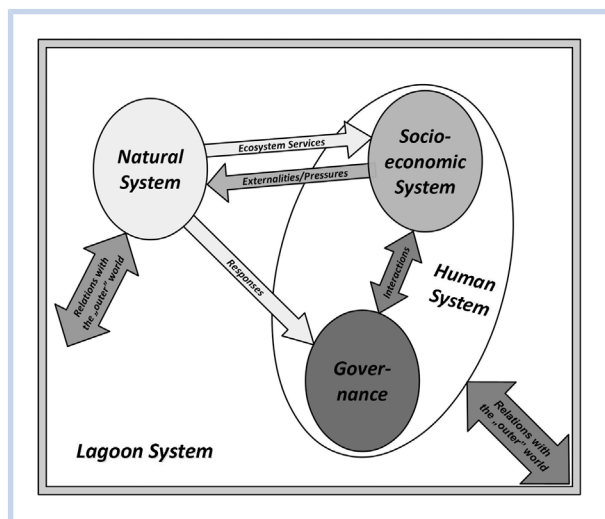 Natural
System
Ecosystem Services
Externalities/Pressures
Socio-
economic
System
Relations with
the „outer" world
Responses
Interactions
Human
System
Gover-
nance
Relations with
the „outer" world
Lagoon System